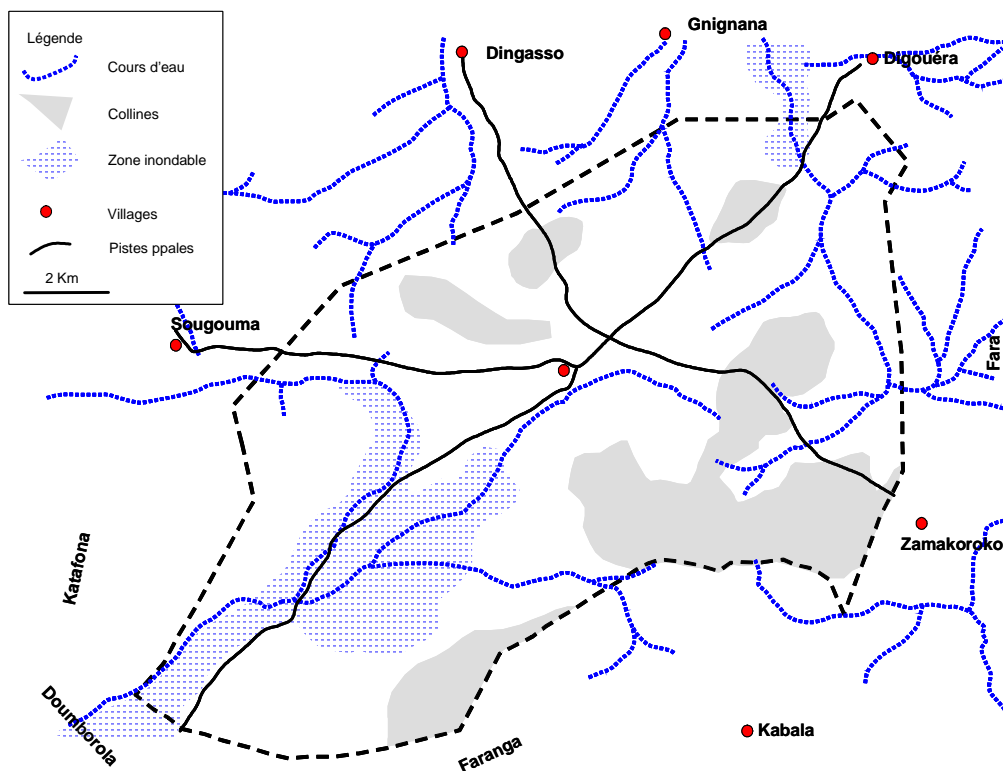 Légende
Cours d'eau
Collines
Zone inondable
Villages
Pistes ppales
2 Km
Gnignana
Dingasso
Digouéra
Sougouma
Fara
Zamakoroko
Katafona
Doumborola
Faranga
Kabala